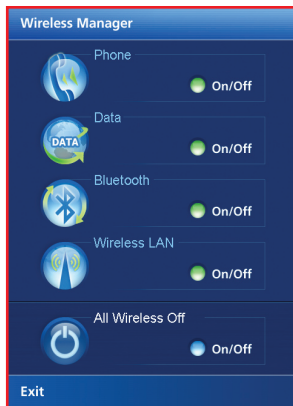 Wireless Manager
Phone
On/Off
Data
DATA
On/Off
Bluetooth
On/Off
Wireless LAN
On/Off
All Wireless Off
On/Off
Exit